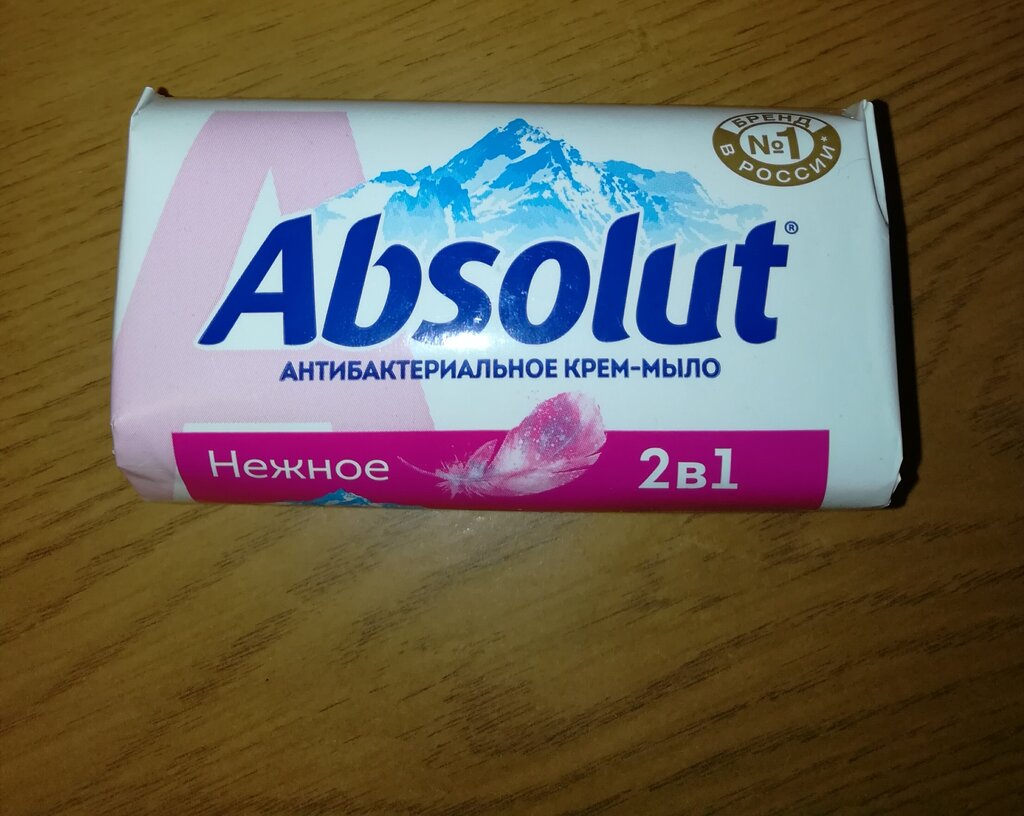 БРЕНД
№1
В РОССИИ*
Absolut®
АНТИБАКТЕРИАЛЬНОЕ КРЕМ-МЫЛО
Нежное 2в1